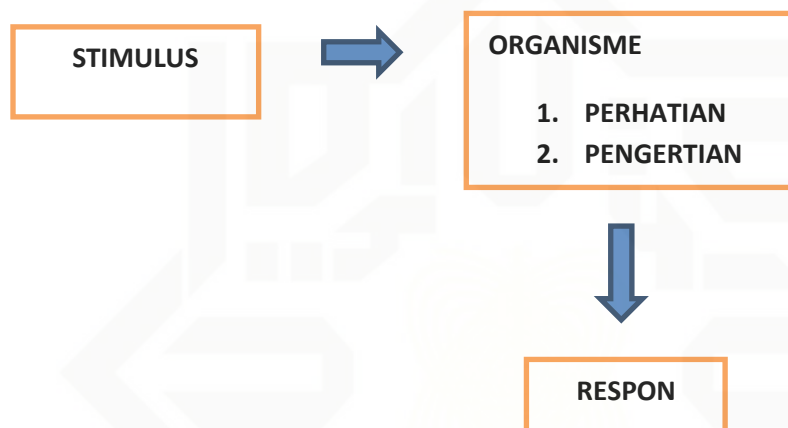 STIMULUS
ORGANISME
1. PERHATIAN
2. PENGERTIAN
RESPON